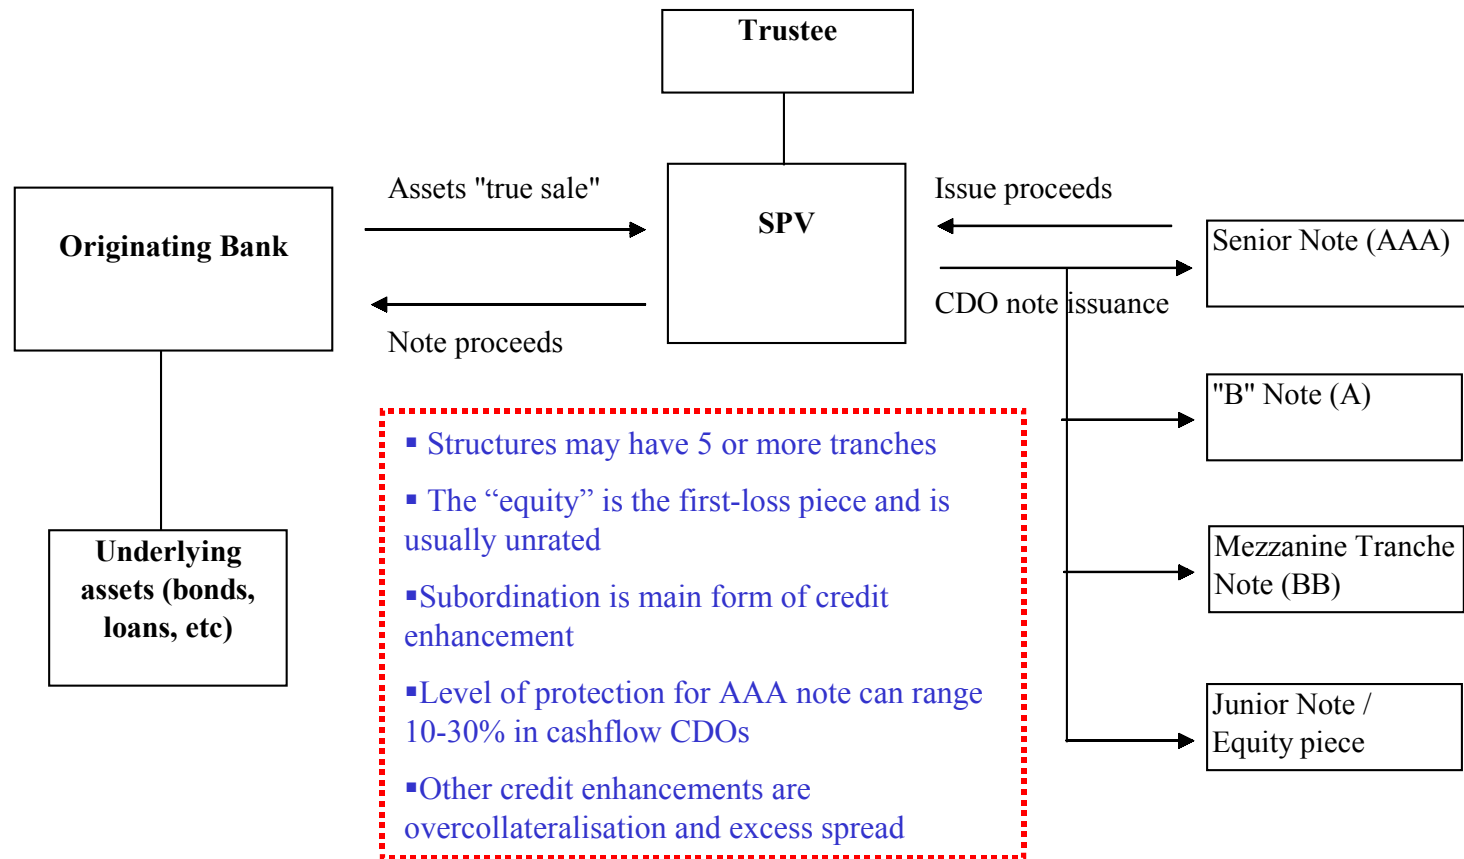 Trustee
Assets "true sale"
Issue proceeds
SPV
Originating Bank
Senior Note (AAA)
CDO note issuance
Note proceeds
"B" Note (A)
▪ Structures may have 5 or more tranches
▪ The “equity” is the first-loss piece and is
usually unrated
Mezzanine Tranche
Note (BB)
Underlying
assets (bonds,
loans, etc)
▪Subordination is main form of credit
enhancement
▪Level of protection for AAA note can range
10-30% in cashflow CDOs
Junior Note /
Equity piece
▪Other credit enhancements are
overcollateralisation and excess spread